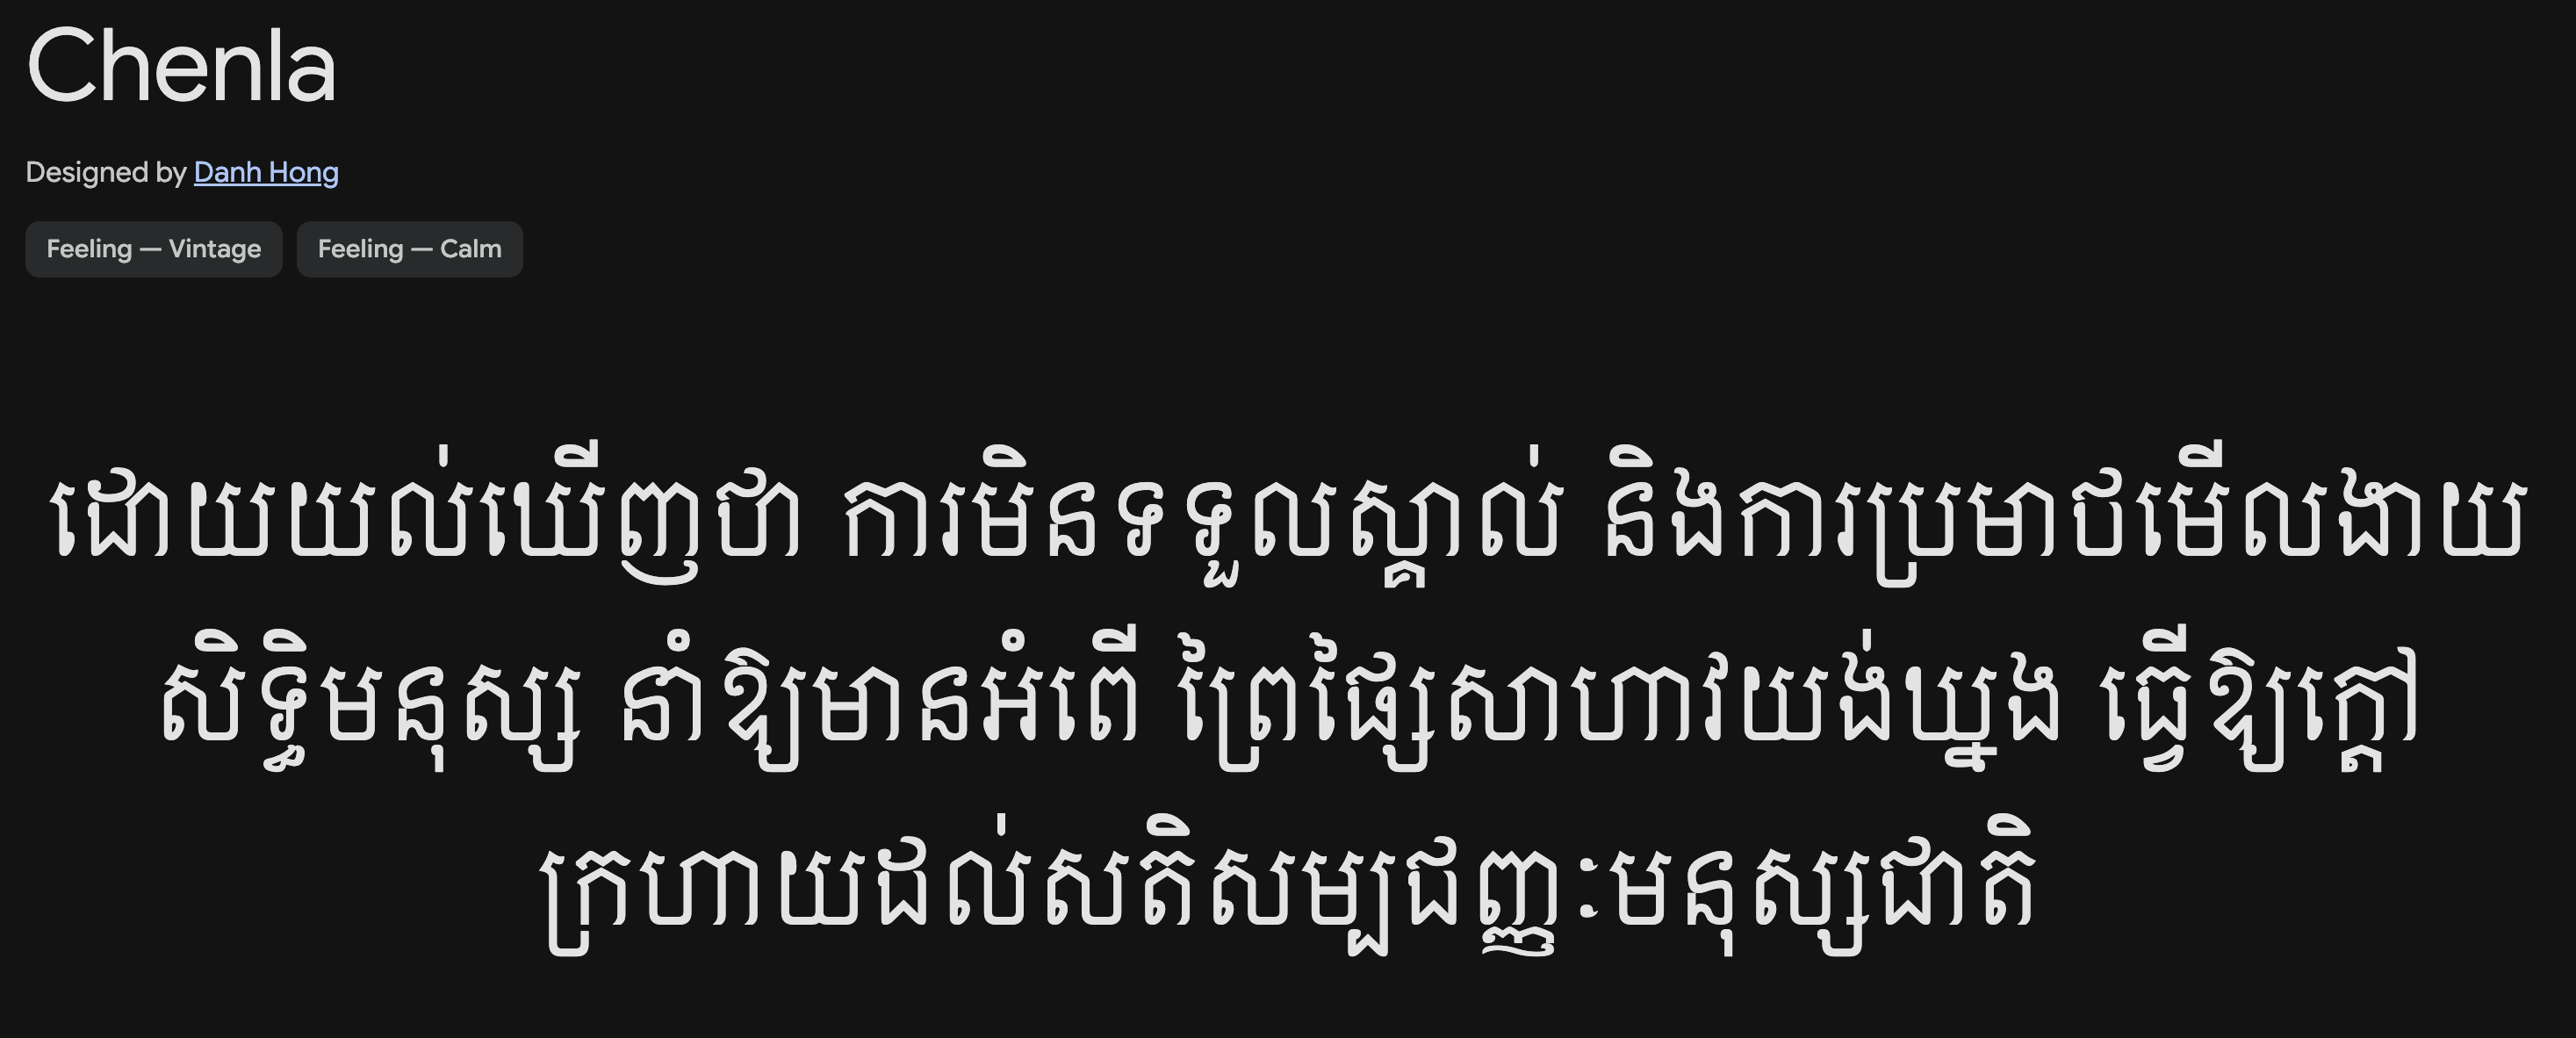 Chenla
Designed by Danh Hong
Feeling — Vintage
Feeling — Calm
ដោយយល់ឃើញថា ការមិនទទួលស្គាល់ និងការប្រមាថមើលងាយ
សិទ្ធិមនុស្ស នាំឱ្យមានអំពើ ព្រៃផ្សៃសាហាវយង់ឃ្នង ធ្វើឱ្យក្ដៅ
ក្រហាយដល់សតិសម្បជញ្ញៈមនុស្សជាតិ